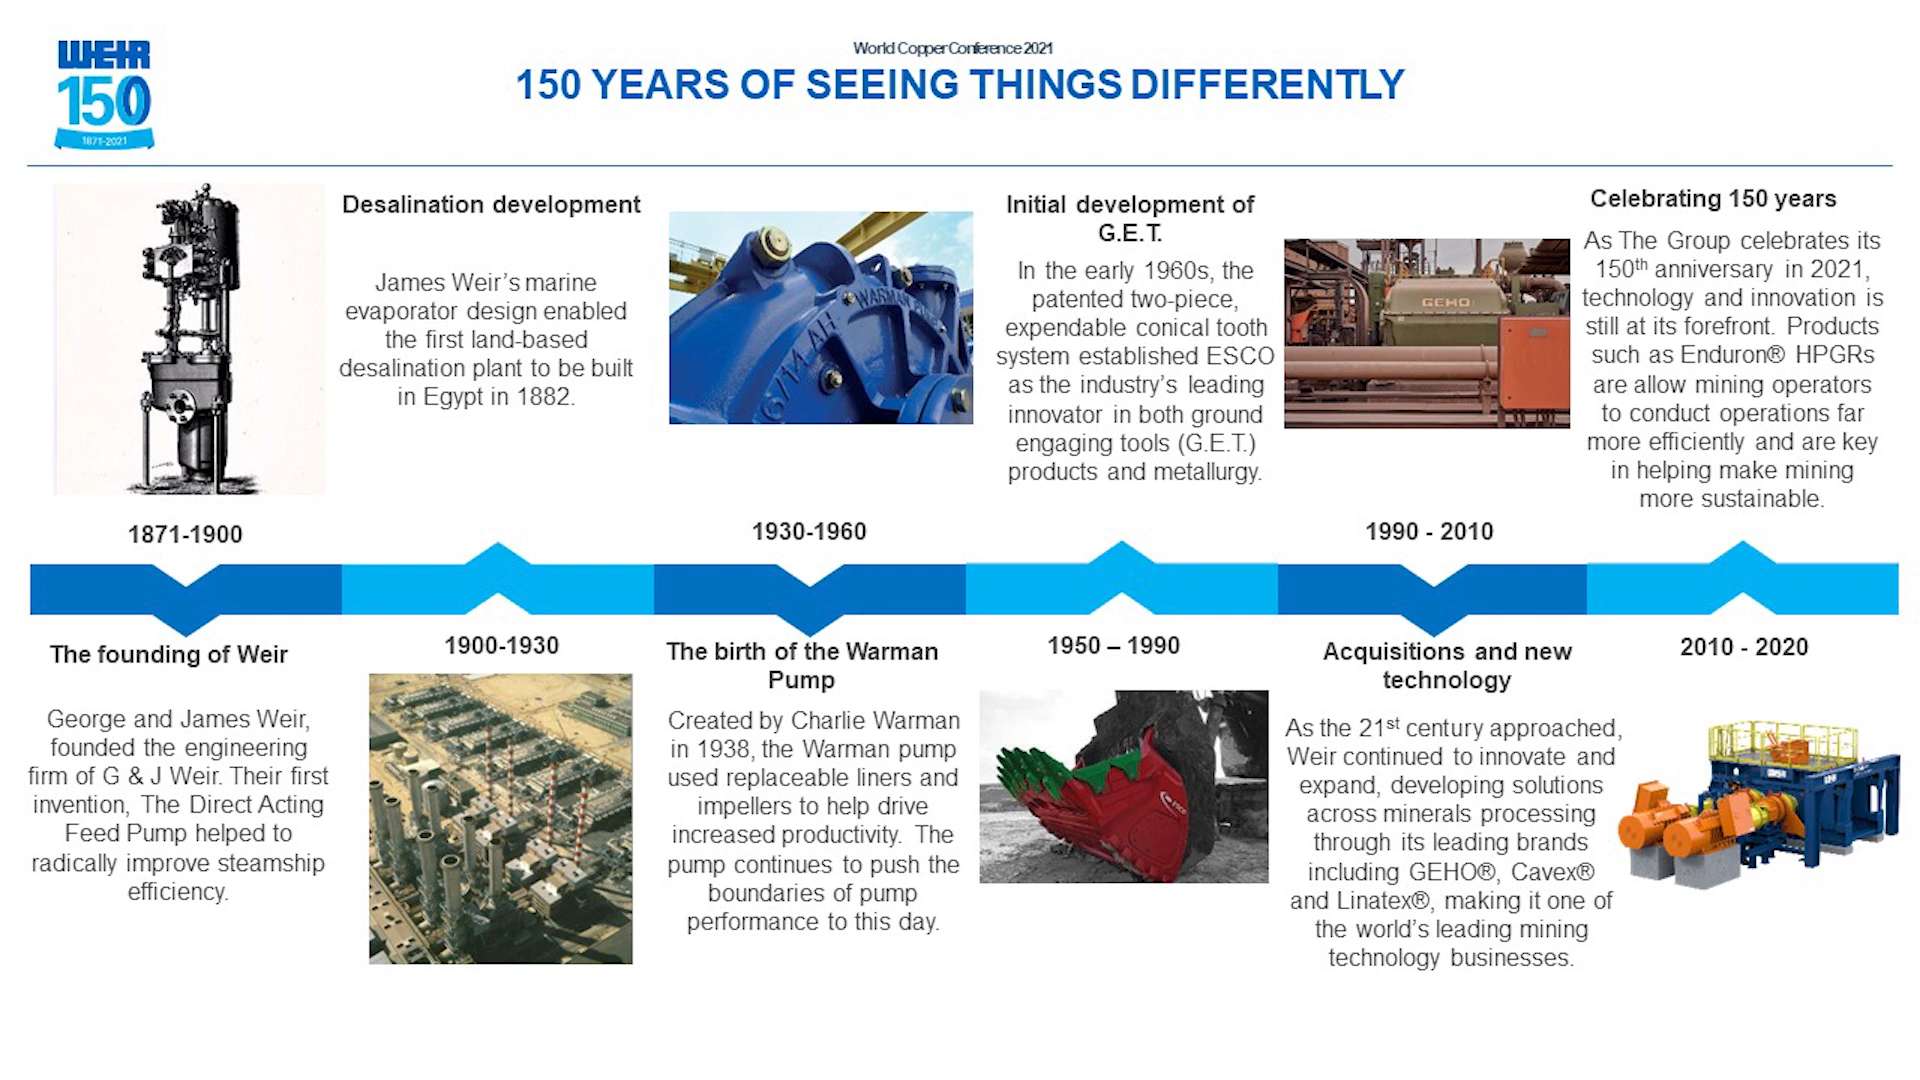 WEIR
150
1871-2021
World Copper Conference 2021
150 YEARS OF SEEING THINGS DIFFERENTLY
1871-1900
The founding of Weir
George and James Weir,
founded the engineering
firm of G & J Weir. Their first
invention, The Direct Acting
Feed Pump helped to
radically improve steamship
efficiency.
Desalination development
James Weir's marine
evaporator design enabled
the first land-based
desalination plant to be built
in Egypt in 1882.
1900-1930
WARMAN
AH
1930-1960
The birth of the Warman
Pump
Created by Charlie Warman
in 1938, the Warman pump
used replaceable liners and
impellers to help drive
increased productivity. The
pump continues to push the
boundaries of pump
performance to this day.
Initial development of
G.E.T.
In the early 1960s, the
patented two-piece,
expendable conical tooth
system established ESCO
as the industry's leading
innovator in both ground
engaging tools (G.E.T.)
products and metallurgy.
1950 – 1990
ESCO
GEHO
1990 - 2010
Acquisitions and new
technology
As the 21st century approached,
Weir continued to innovate and
expand, developing solutions
across minerals processing
through its leading brands
including GEHO®, Cavex®
and Linatex®, making it one of
the world's leading mining
technology businesses.
Celebrating 150 years
As The Group celebrates its
150th anniversary in 2021,
technology and innovation is
still at its forefront. Products
such as Enduron® HPGRs
are allow mining operators
to conduct operations far
more efficiently and are key
in helping make mining
more sustainable.
2010 - 2020